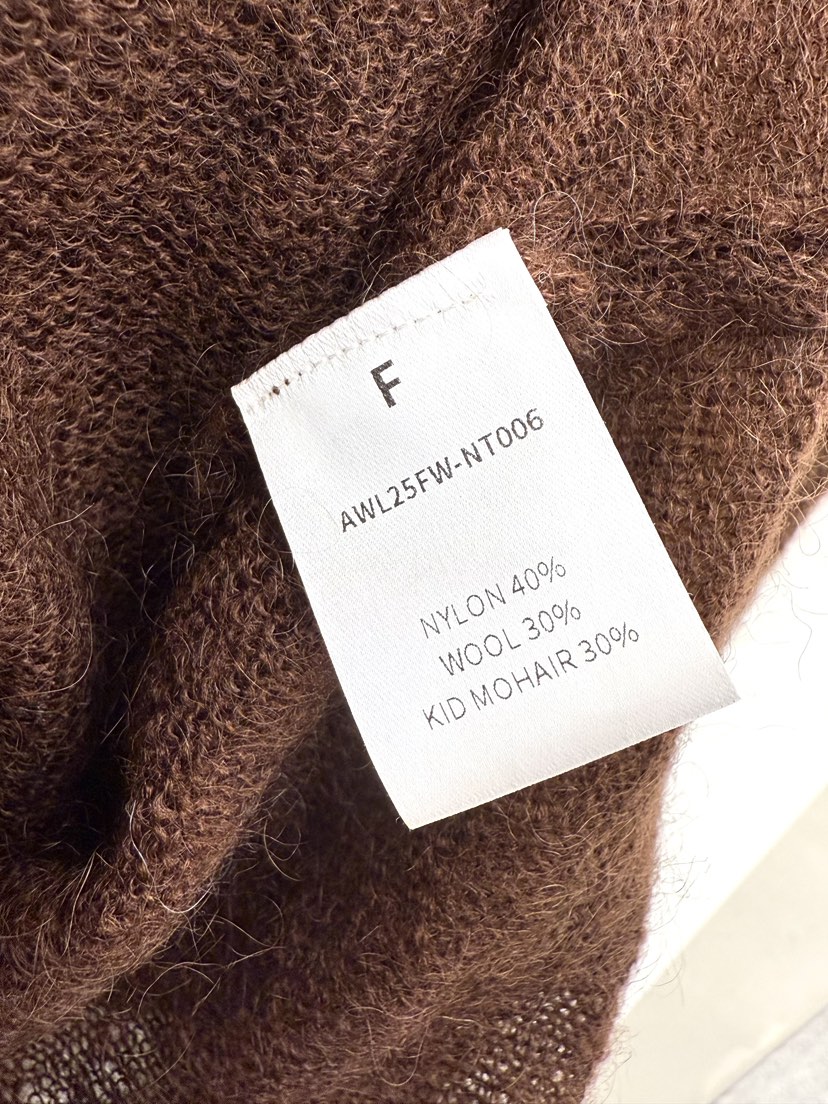 F
AWL25FW-NT006
NYLON 40%
WOOL 30%
KID MOHAIR 30%